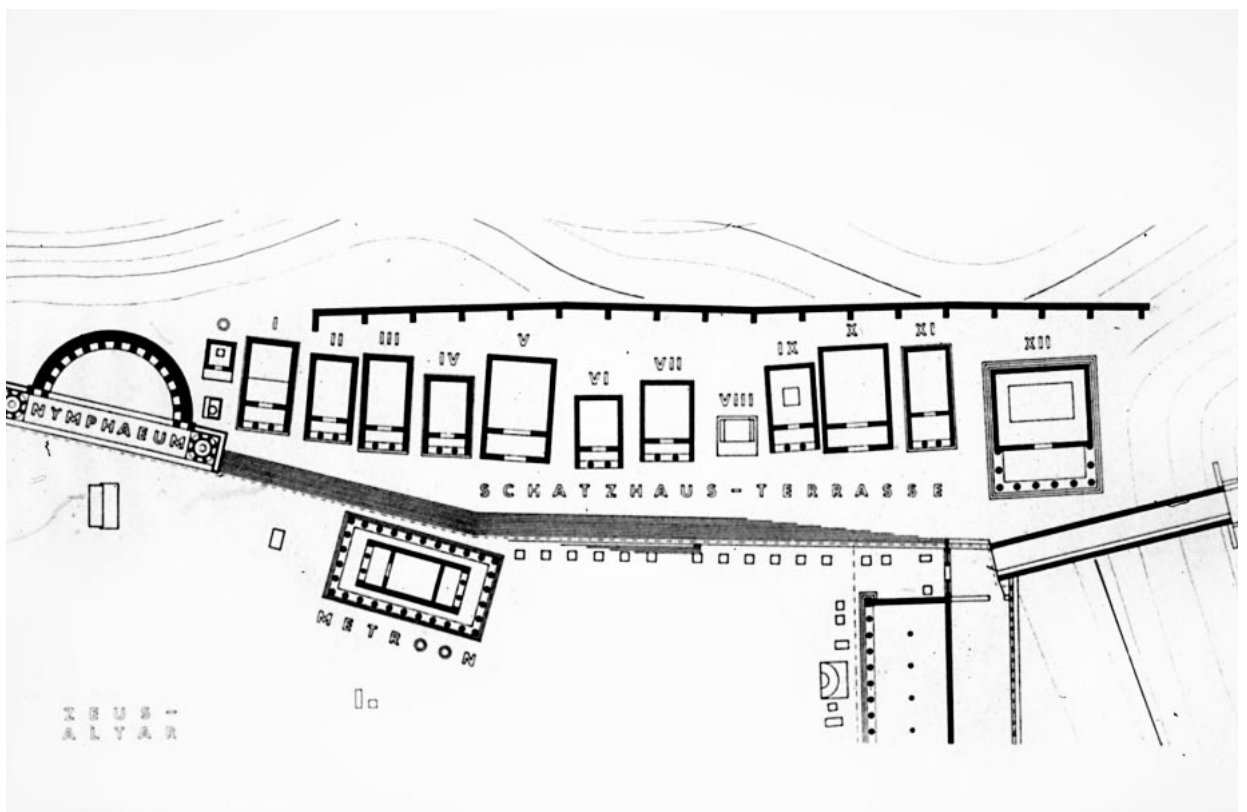 O I II III IV V VI VII VIII IX X XI XII
NYMPHAEUM
SCHATZHAUS-TERRASSE
METROON
ZEUS-
ALTAR